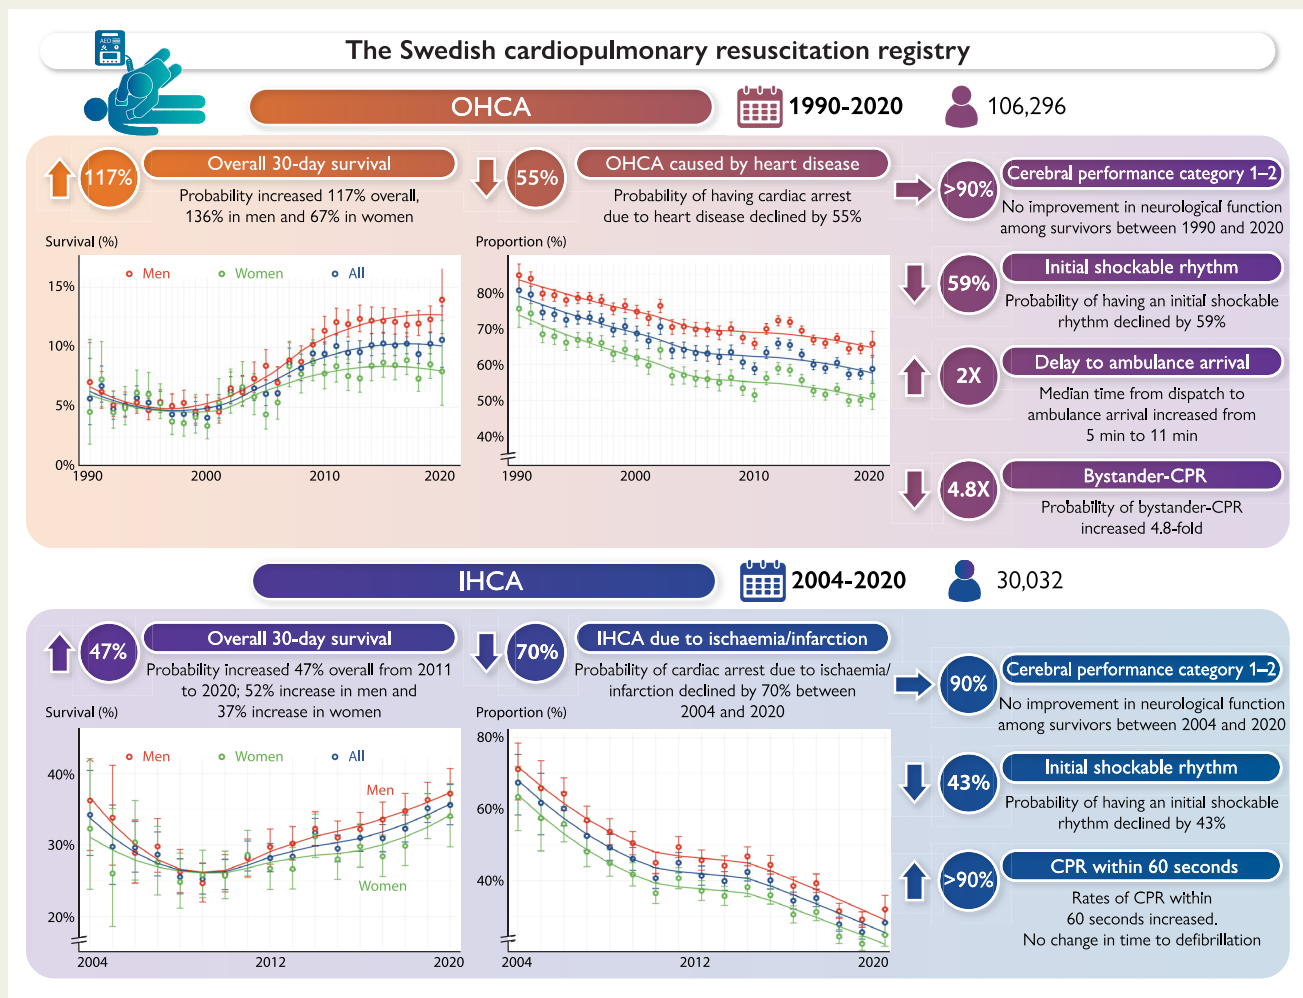 The Swedish cardiopulmonary resuscitation registry
AED
OHCA
1990-2020
106,296
117%
Overall 30-day survival
Probability increased 117% overall,
136% in men and 67% in women
Survival (%)
Men
Women
All
15%
10%
5%
0%
1990
2000
2010
2020
55%
OHCA caused by heart disease
Probability of having cardiac arrest
due to heart disease declined by 55%
Proportion (%)
80%
70%
60%
50%
40%
1990
2000
2010
2020
>90%
Cerebral performance category 1–2
No improvement in neurological function
among survivors between 1990 and 2020
59%
Initial shockable rhythm
Probability of having an initial shockable
rhythm declined by 59%
2X
Delay to ambulance arrival
Median time from dispatch to
ambulance arrival increased from
5 min to 11 min
4.8X
Bystander-CPR
Probability of bystander-CPR
increased 4.8-fold
IHCA
2004-2020
30,032
47%
Overall 30-day survival
Probability increased 47% overall from 2011
to 2020; 52% increase in men and
37% increase in women
Survival (%)
Men
Women
All
Men
Women
40%
30%
20%
2004
2012
2020
70%
IHCA due to ischaemia/infarction
Probability of cardiac arrest due to ischaemia/
infarction declined by 70% between
2004 and 2020
Proportion (%)
80%
60%
40%
2004
2012
2020
90%
Cerebral performance category 1–2
No improvement in neurological function
among survivors between 2004 and 2020
43%
Initial shockable rhythm
Probability of having an initial shockable
rhythm declined by 43%
>90%
CPR within 60 seconds
Rates of CPR within
60 seconds increased.
No change in time to defibrillation